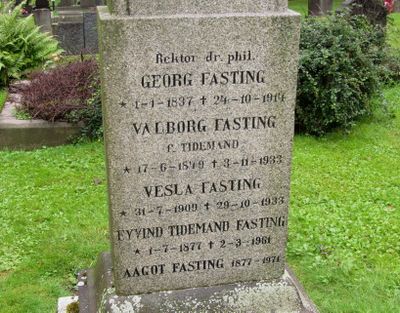 Rektor dr. phil.
GEORG FASTING
* 1-1-1837 † 24-10-1914
VALBORG FASTING
f. TIDEMAND
* 17-6-1849 † 3-11-1933
VESLA FASTING
* 31-7-1909 † 29-10-1933
EYVIND TIDEMAND FASTING
* 1-7-1877 † 2-3-1961
AAGOT FASTING 1877-1971